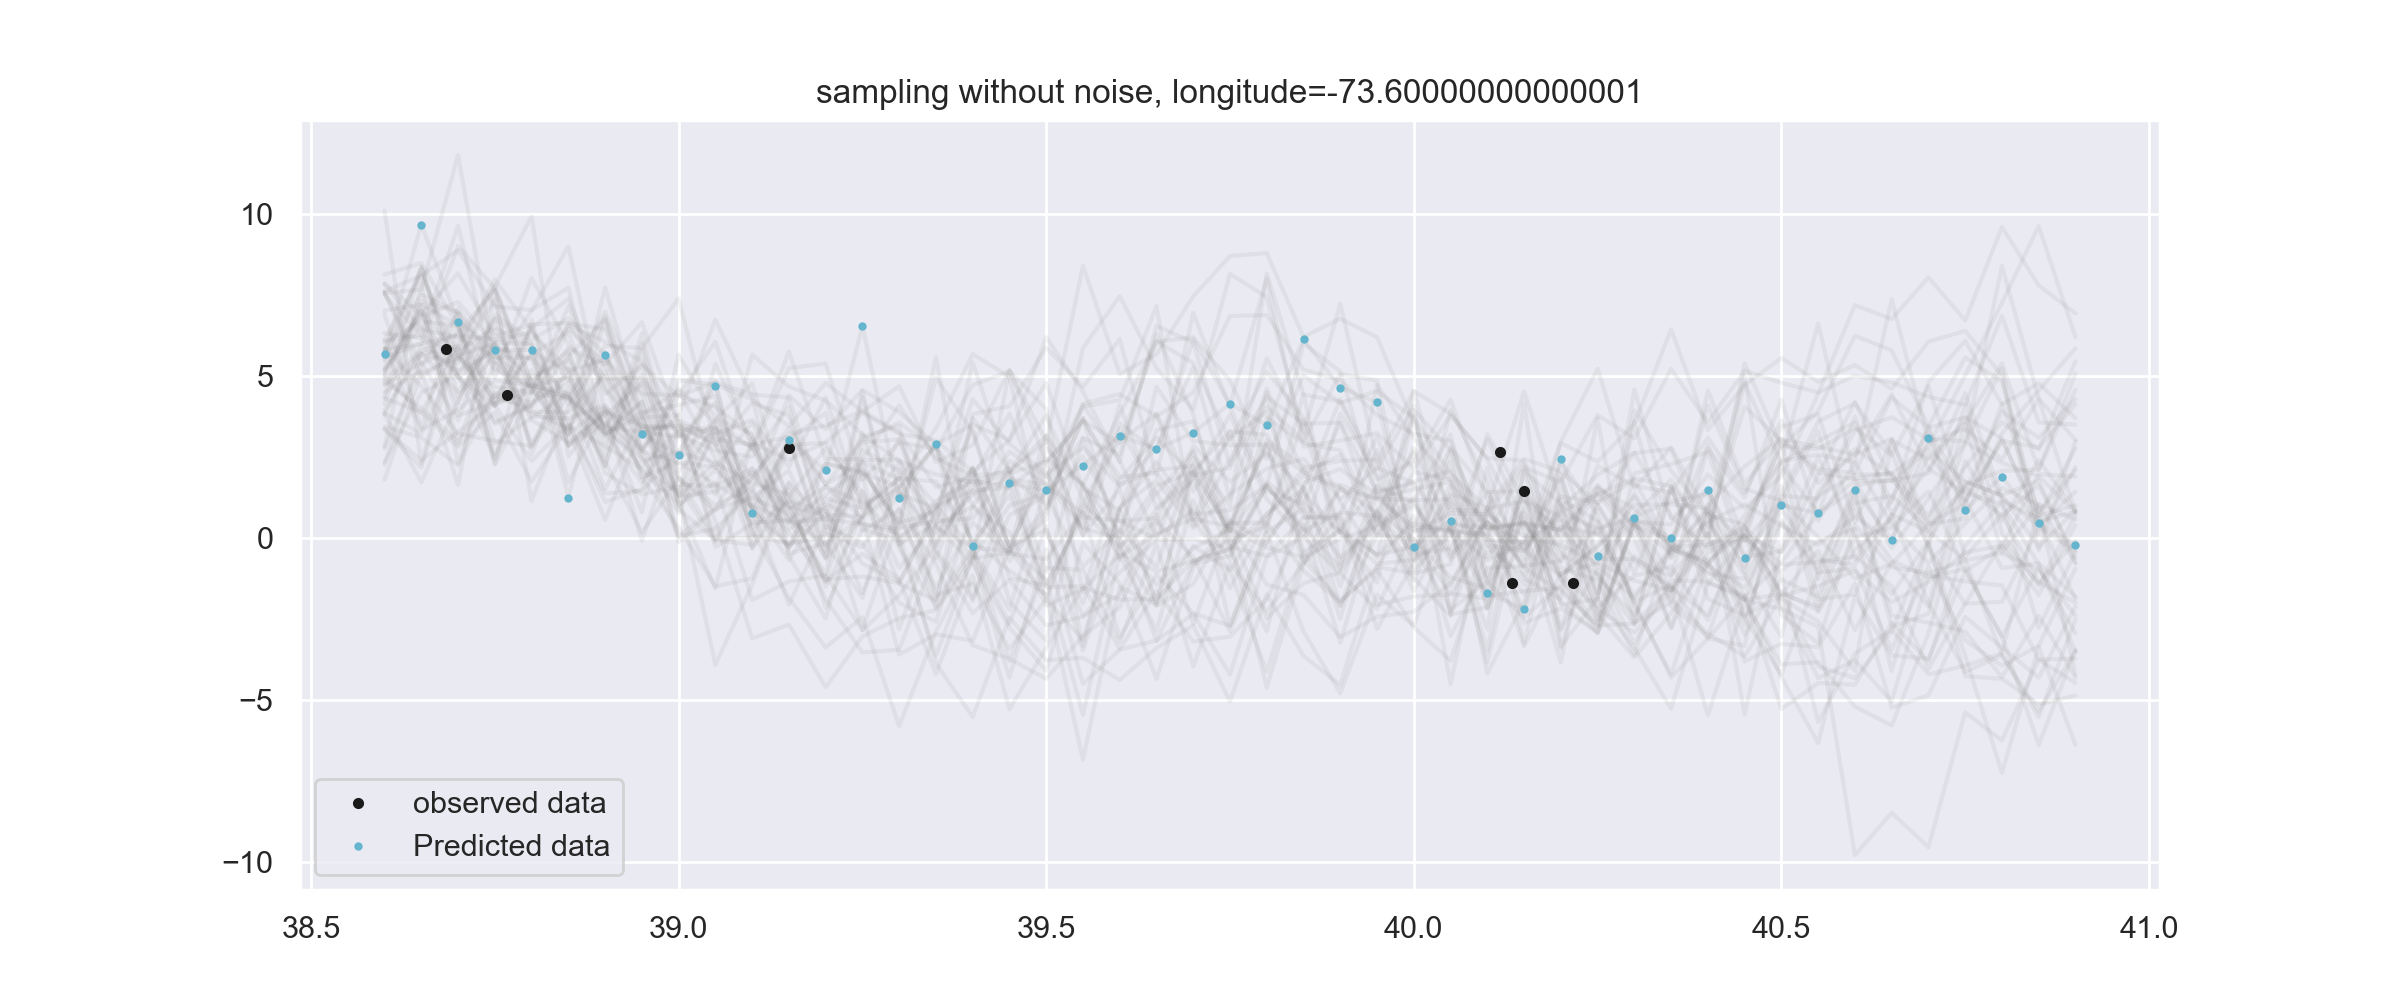 sampling without noise, longitude=-73.60000000000001
10
5
0
−5
−10
observed data
Predicted data
38.5 39.0 39.5 40.0 40.5 41.0